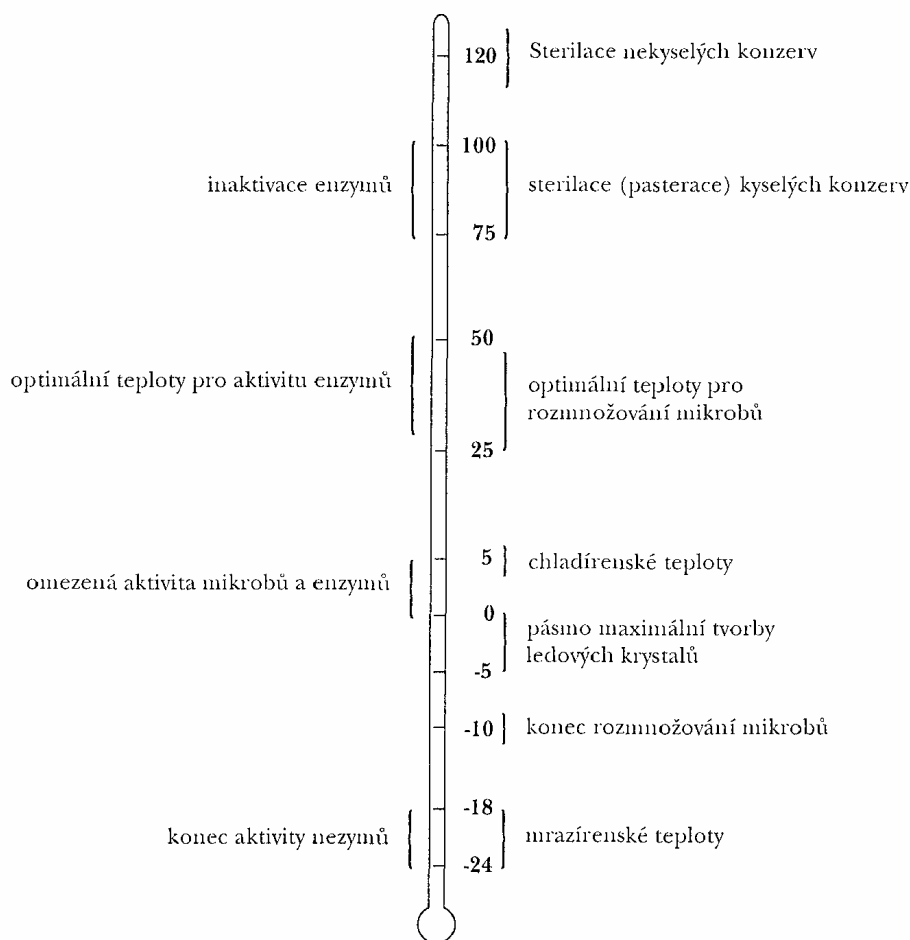 120 Sterilace nekyselých konzerv
100
inaktivace enzymů
sterilace (pasterace) kyselých konzerv
75
50
optimální teploty pro aktivitu enzymů
optimální teploty pro
rozmnožování mikrobů
25
5 chladírenské teploty
omezená aktivita mikrobů a enzymů
0
pásmo maximální tvorby
ledových krystalů
-5
-10 konec rozmnožování mikrobů
-18
konec aktivity nezymů
mrazírenské teploty
-24